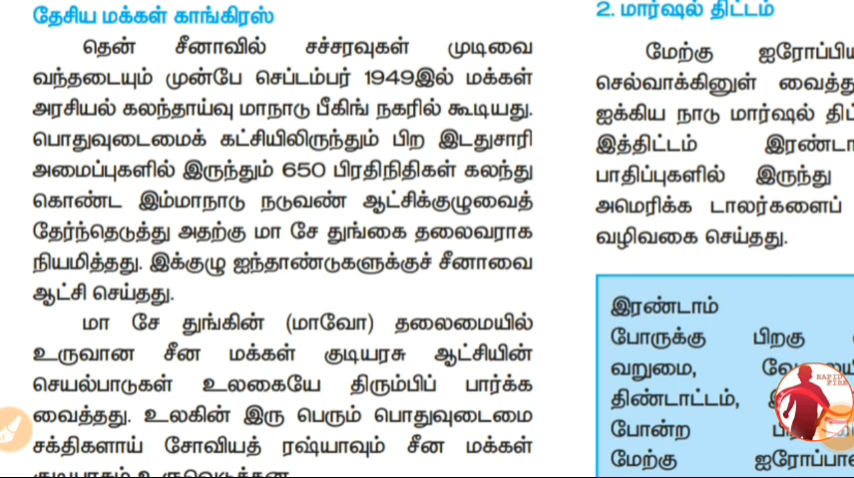 தேசிய மக்கள் காங்கிரஸ்
தென் சீனாவில் சச்சரவுகள் முடிவை
வந்தடையும் முன்பே செப்டம்பர் 1949இல் மக்கள்
அரசியல் கலந்தாய்வு மாநாடு பீகிங் நகரில் கூடியது.
பொதுவுடைமைக் கட்சியிலிருந்தும் பிற இடதுசாரி
அமைப்புகளில் இருந்தும் 650 பிரதிநிதிகள் கலந்து
கொண்ட இம்மாநாடு நடுவண் ஆட்சிக்குழுவைத்
தேர்ந்தெடுத்து அதற்கு மா சே துங்கை தலைவராக
நியமித்தது. இக்குழு ஐந்தாண்டுகளுக்குச் சீனாவை
ஆட்சி செய்தது.
மா சே துங்கின் (மாவோ) தலைமையில்
உருவான சீன மக்கள் குடியரசு ஆட்சியின்
செயல்பாடுகள் உலகையே திரும்பிப் பார்க்க
வைத்தது. உலகின் இரு பெரும் பொதுவுடைமை
சக்திகளாய் சோவியத் ரஷ்யாவும் சீன மக்கள்
2. மார்ஷல் திட்டம்
மேற்கு
செல்வாக்கினுள்
ஐக்கிய நாடு மார்ஷல்
இத்திட்டம்
பாதிப்புகளில் இருந்து
அமெரிக்க டாலர்களைப்
வழிவகை செய்தது.
இரண்டாம்
போருக்கு பிறகு
வறுமை,
திண்டாட்டம்,
போன்ற
மேற்கு
RAPID FIRE